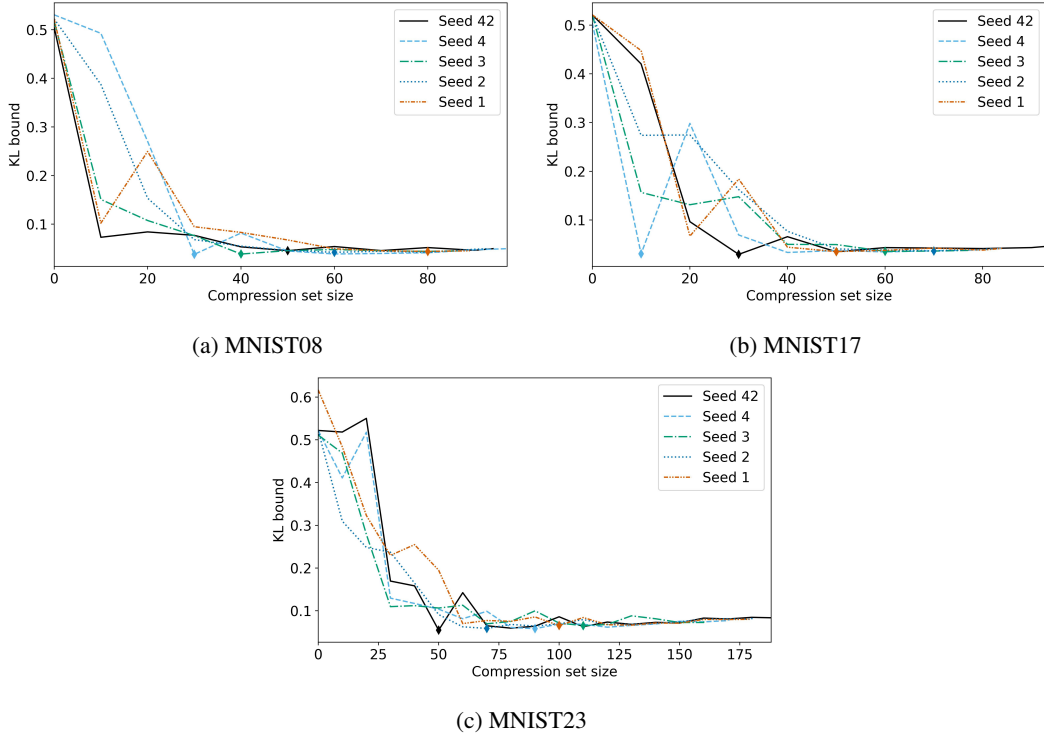 0.5
0.4
0.3
0.2
0.1
KL bound
0 20 40 60 80
Compression set size
Seed 42
Seed 4
Seed 3
Seed 2
Seed 1
(a) MNIST08
0.5
0.4
0.3
0.2
0.1
KL bound
0 20 40 60 80
Compression set size
Seed 42
Seed 4
Seed 3
Seed 2
Seed 1
(b) MNIST17
0.6
0.5
0.4
0.3
0.2
0.1
KL bound
0 25 50 75 100 125 150 175
Compression set size
Seed 42
Seed 4
Seed 3
Seed 2
Seed 1
(c) MNIST23